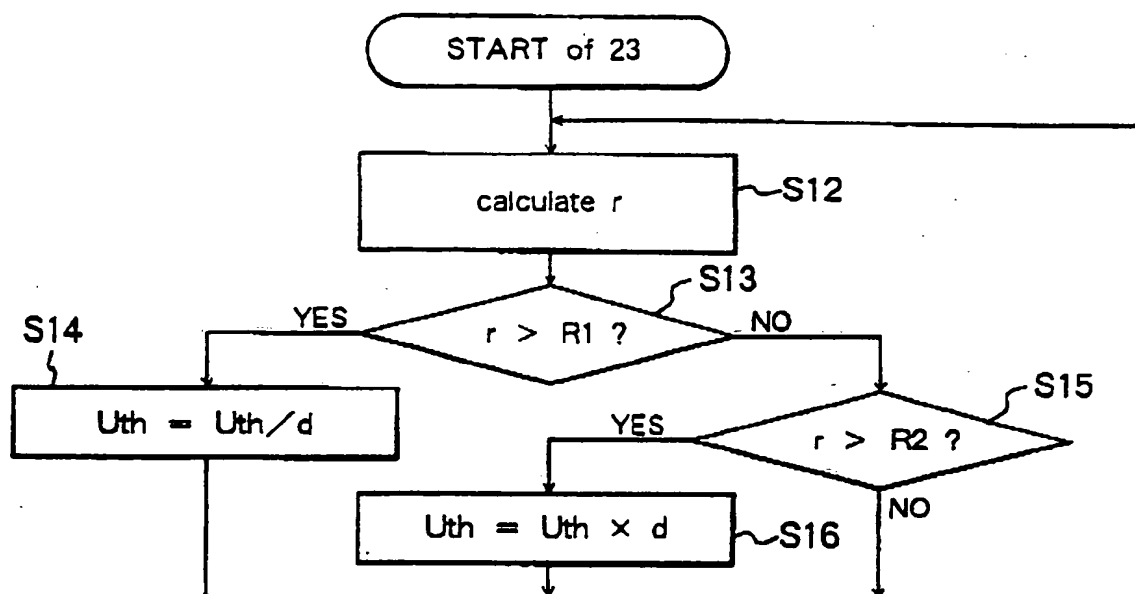 START of 23
calculate r
S12
S13
r > R1 ?
YES
NO
S14
Uth = Uth/d
S15
r > R2 ?
YES
NO
Uth = Uth × d
S16